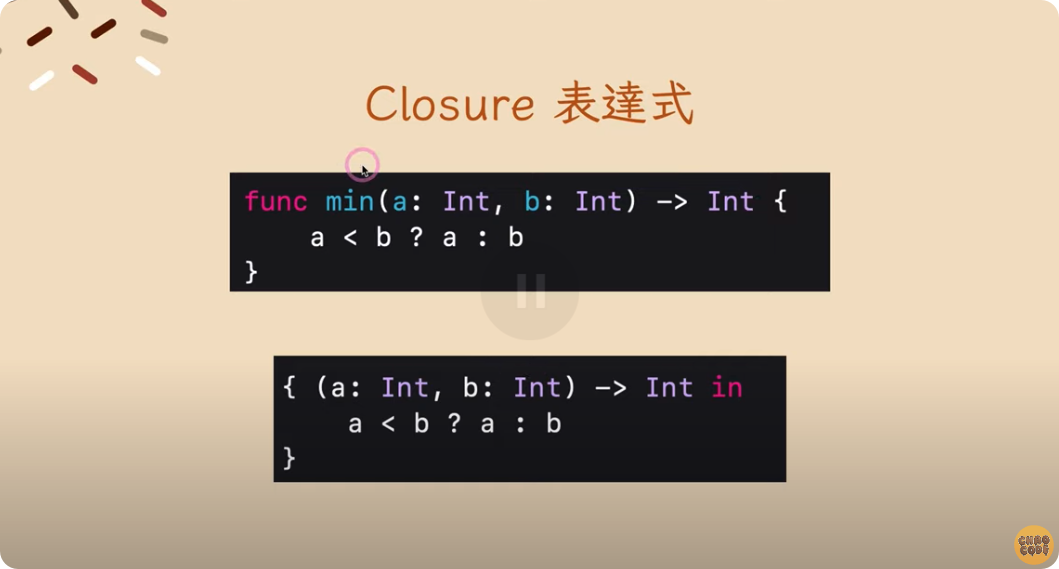 Closure 表達式
func min(a: Int, b: Int) -> Int {
    a < b ? a : b
}
{ (a: Int, b: Int) -> Int in
    a < b ? a : b
}
CHAO
CODE